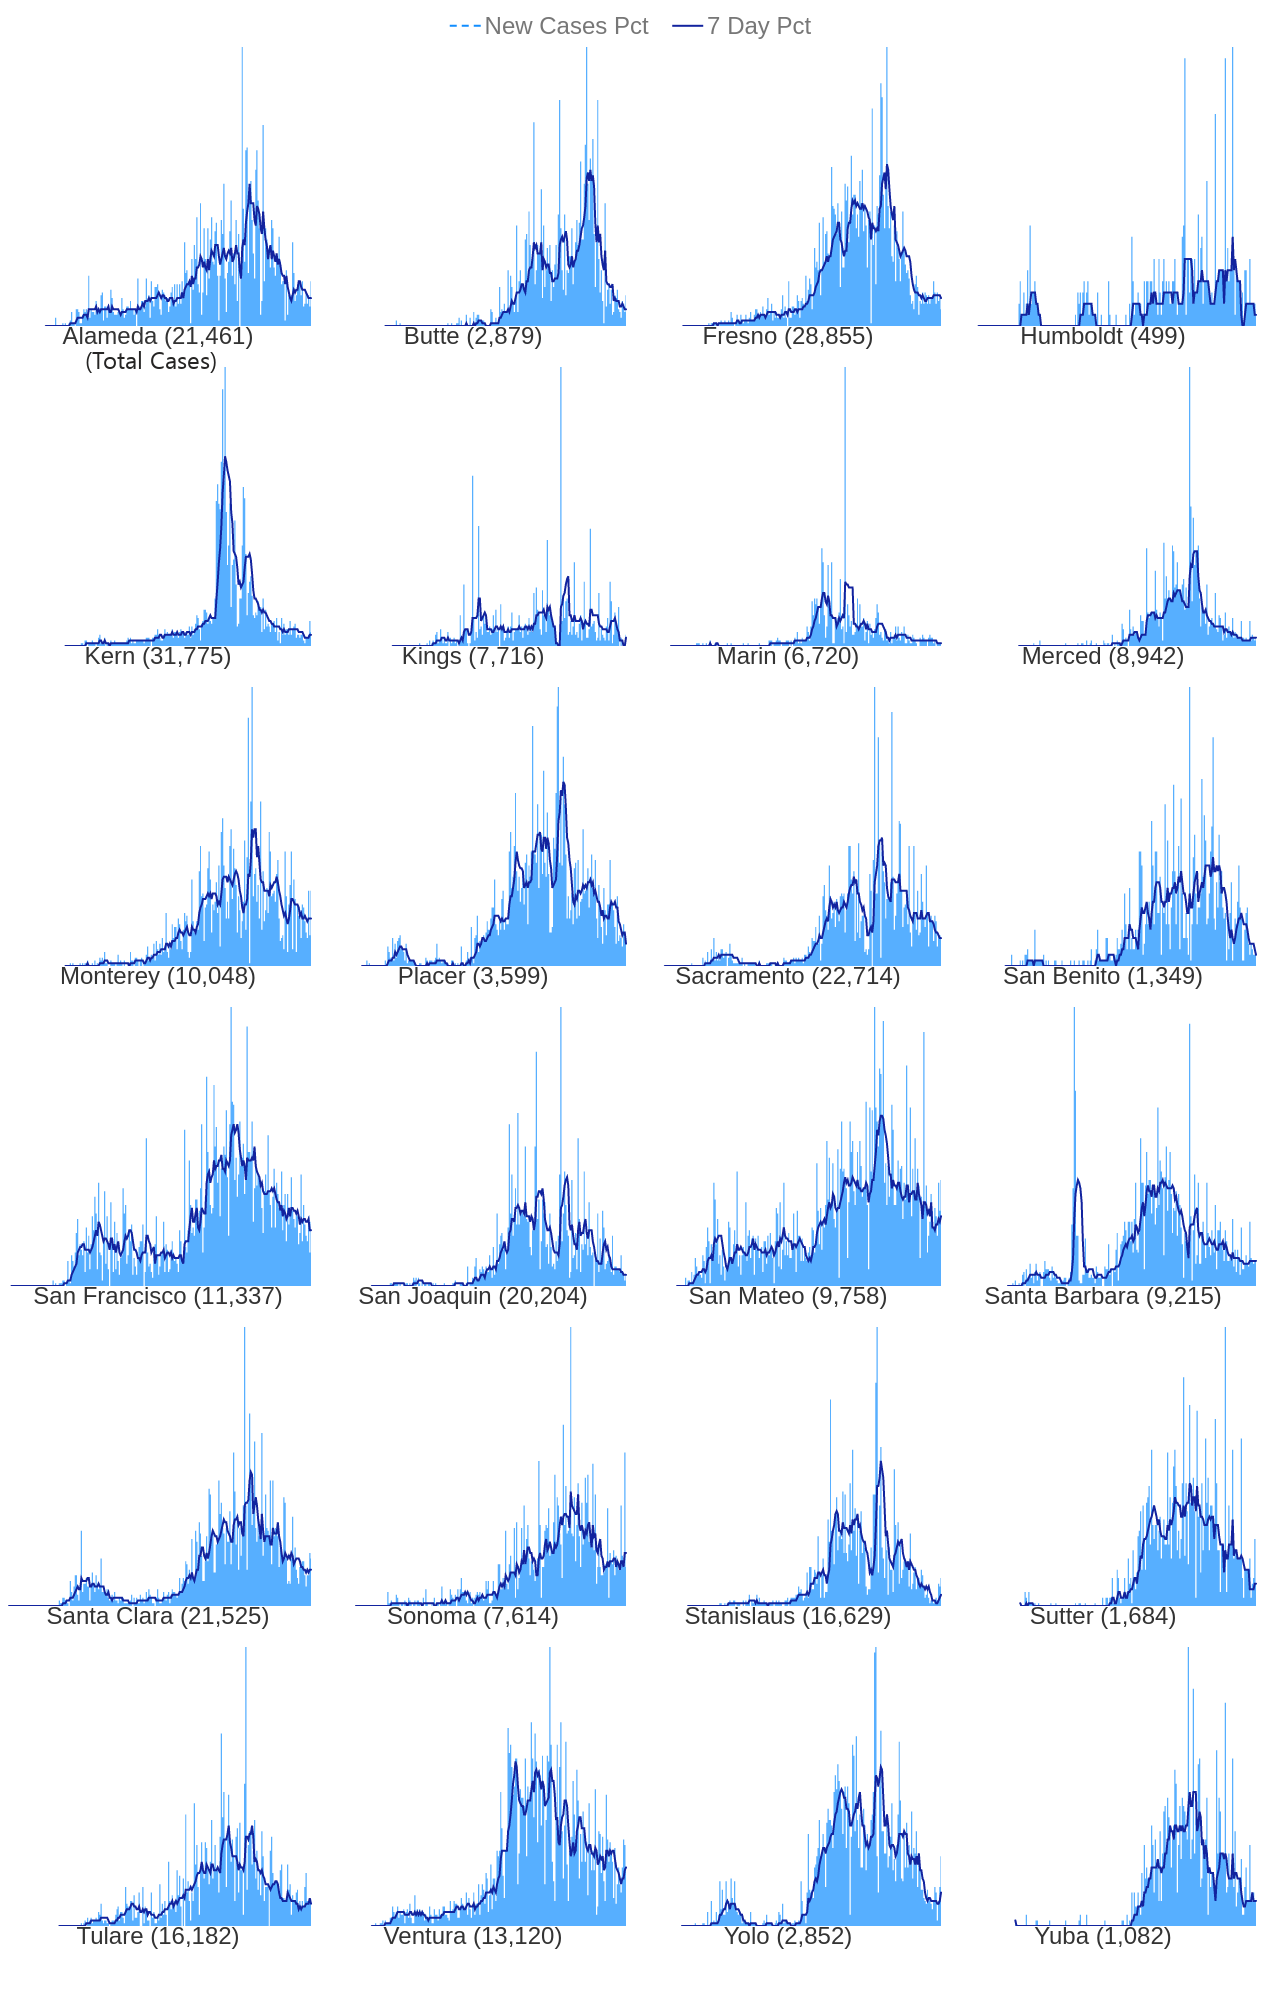 New Cases Pct 7 Day Pct
Alameda (21,461) Butte (2,879) Fresno (28,855) Humboldt (499)
(Total Cases)
Kern (31,775) Kings (7,716) Marin (6,720) Merced (8,942)
Monterey (10,048) Placer (3,599) Sacramento (22,714) San Benito (1,349)
San Francisco (11,337) San Joaquin (20,204) San Mateo (9,758) Santa Barbara (9,215)
Santa Clara (21,525) Sonoma (7,614) Stanislaus (16,629) Sutter (1,684)
Tulare (16,182) Ventura (13,120) Yolo (2,852) Yuba (1,082)